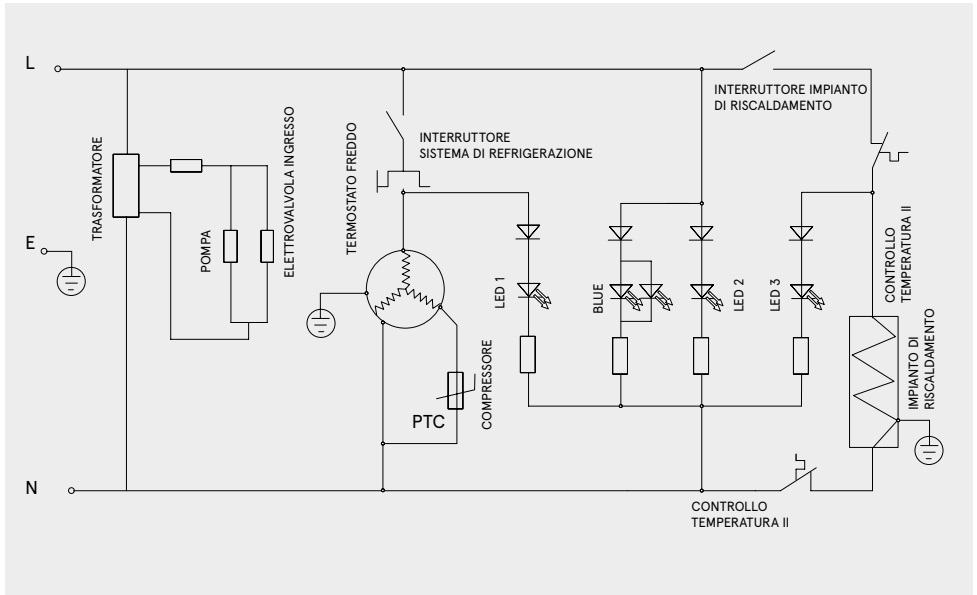 L
INTERRUTTORE IMPIANTO
DI RISCALDAMENTO
TRASFORMATORE
ELETTROVALVOLA INGRESSO
TERMOSTATO FREDDO
INTERRUTTORE
SISTEMA DI REFRIGERAZIONE
E
POMPA
CONTROLLO
TEMPERATURA II
LED 1
BLUE
LED 2
LED 3
IMPIANTO DI
RISCALDAMENTO
COMPRESSORE
PTC
N
CONTROLLO
TEMPERATURA II